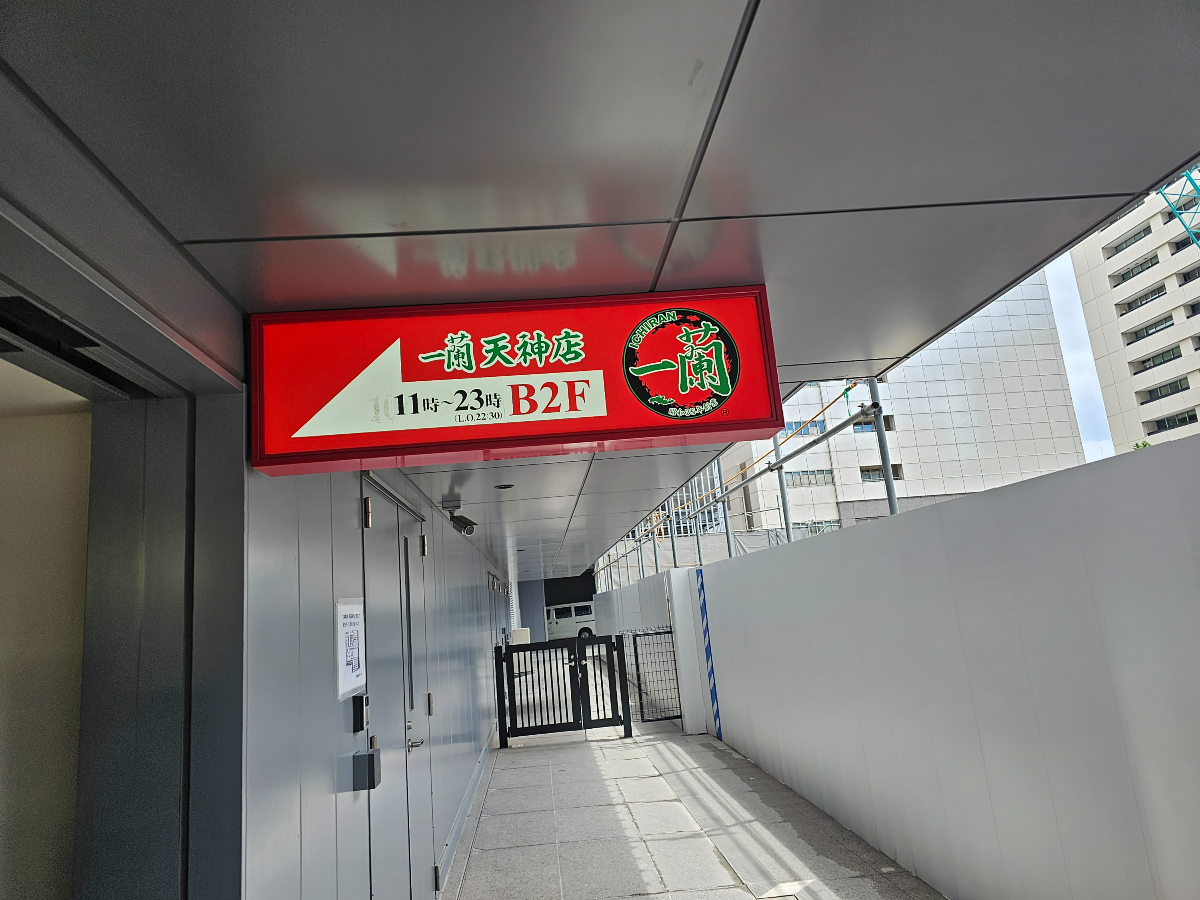 一蘭 天神店
11時～23時 B2F
(L.O.22:30)
ICHIRAN
一蘭